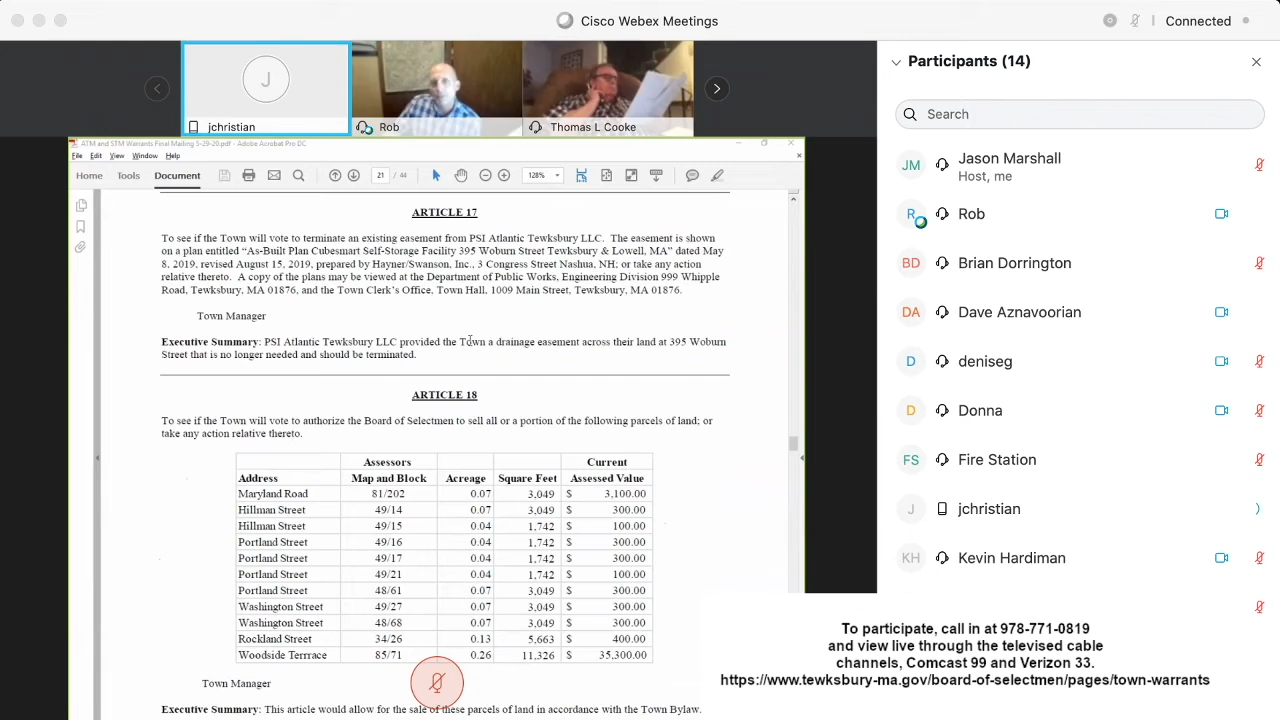 Cisco Webex Meetings
Connected
J
jchristian
Rob
Thomas L Cooke
ATM and STM Warrants Final Mailing 5-29-20.pdf - Adobe Acrobat Pro DC
File Edit View Window Help
Home Tools Document 21 / 44 128%
ARTICLE 17
To see if the Town will vote to terminate an existing easement from PSI Atlantic Tewksbury LLC. The easement is shown
on a plan entitled “As-Built Plan Cubesmart Self-Storage Facility 395 Woburn Street Tewksbury & Lowell, MA” dated May
8, 2019, revised August 15, 2019, prepared by Hayner/Swanson, Inc., 3 Congress Street Nashua, NH; or take any action
relative thereto. A copy of the plans may be viewed at the Department of Public Works, Engineering Division 999 Whipple
Road, Tewksbury, MA 01876, and the Town Clerk’s Office, Town Hall, 1009 Main Street, Tewksbury, MA 01876.
Town Manager
Executive Summary: PSI Atlantic Tewksbury LLC provided the Town a drainage easement across their land at 395 Woburn
Street that is no longer needed and should be terminated.
ARTICLE 18
To see if the Town will vote to authorize the Board of Selectmen to sell all or a portion of the following parcels of land; or
take any action relative thereto.
Assessors Current
Address Map and Block Acreage Square Feet Assessed Value
Maryland Road 81/202 0.07 3,049 $ 3,100.00
Hillman Street 49/14 0.07 3,049 $ 300.00
Hillman Street 49/15 0.04 1,742 $ 100.00
Portland Street 49/16 0.04 1,742 $ 300.00
Portland Street 49/17 0.04 1,742 $ 300.00
Portland Street 49/21 0.04 1,742 $ 100.00
Portland Street 48/61 0.07 3,049 $ 300.00
Washington Street 49/27 0.07 3,049 $ 300.00
Washington Street 48/68 0.07 3,049 $ 300.00
Rockland Street 34/26 0.13 5,663 $ 400.00
Woodside Terrrace 85/71 0.26 11,326 $ 35,300.00
Town Manager
Executive Summary: This article would allow for the sale of these parcels of land in accordance with the Town Bylaw.
Participants (14)
Search
JM Jason Marshall
Host, me
R Rob
BD Brian Dorrington
DA Dave Aznavoorian
D deniseg
D Donna
FS Fire Station
J jchristian
KH Kevin Hardiman
To participate, call in at 978-771-0819
and view live through the televised cable
channels, Comcast 99 and Verizon 33.
https://www.tewksbury-ma.gov/board-of-selectmen/pages/town-warrants